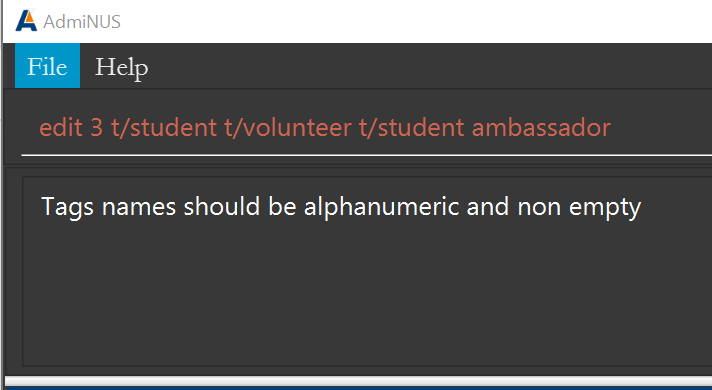 AdmiNUS
File Help
edit 3 t/student t/volunteer t/student ambassador
Tags names should be alphanumeric and non empty